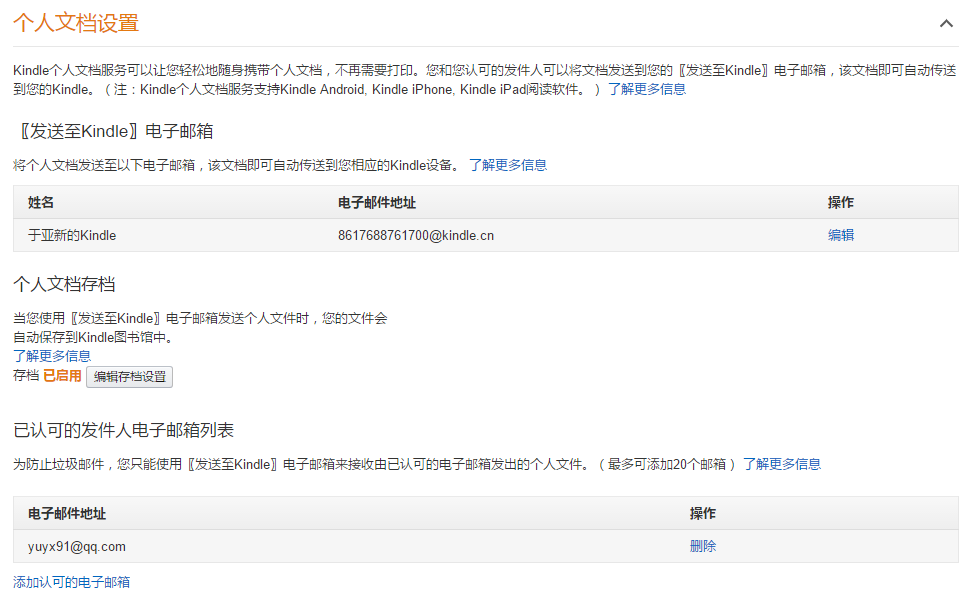 个人文档设置
Kindle个人文档服务可以让您轻松地随身携带个人文档，不再需要打印。您和您认可的发件人可以将文档发送到您的〖发送至Kindle〗电子邮箱，该文档即可自动传送
到您的Kindle。（注：Kindle个人文档服务支持Kindle Android, Kindle iPhone, Kindle iPad阅读软件。） 了解更多信息
〖发送至Kindle〗电子邮箱
将个人文档发送至以下电子邮箱，该文档即可自动传送到您相应的Kindle设备。 了解更多信息
姓名 电子邮件地址 操作
于亚新的Kindle 8617688761700@kindle.cn 编辑
个人文档存档
当您使用〖发送至Kindle〗电子邮箱发送个人文件时，您的文件会
自动保存到Kindle图书馆中。
了解更多信息
存档 已启用 编辑存档设置
已认可的发件人电子邮箱列表
为防止垃圾邮件，您只能使用〖发送至Kindle〗电子邮箱来接收由已认可的电子邮箱发出的个人文件。（最多可添加20个邮箱） 了解更多信息
电子邮件地址 操作
yuyx91@qq.com 删除
添加认可的电子邮箱